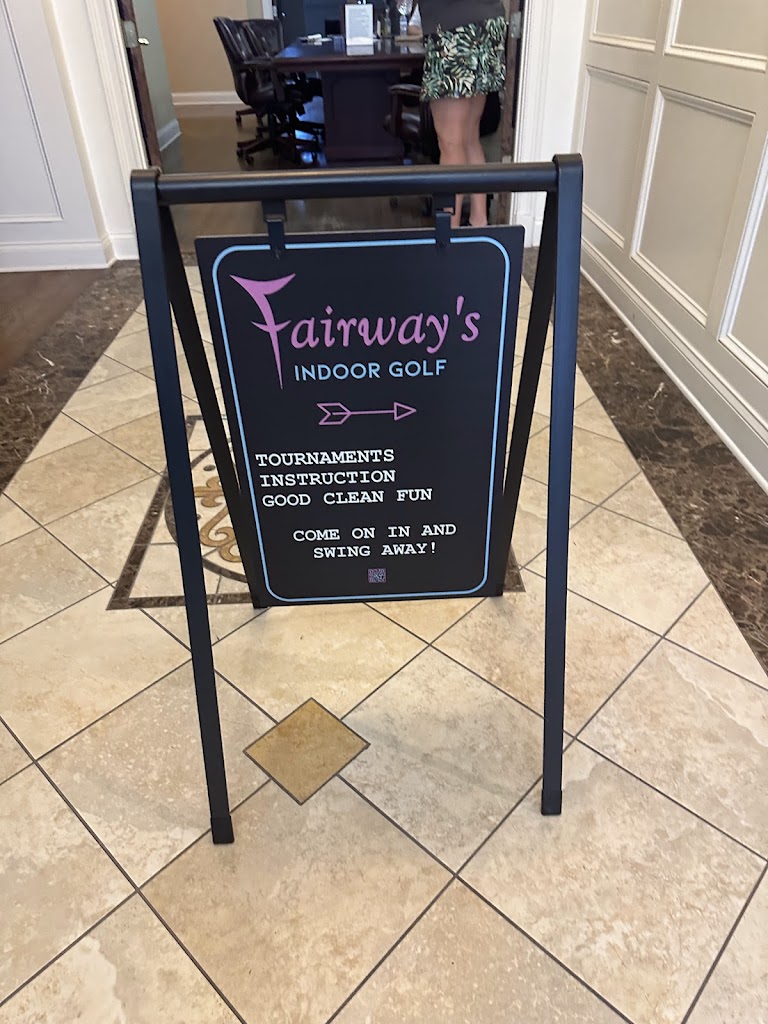 Fairway's
INDOOR GOLF
TOURNAMENTS
INSTRUCTION
GOOD CLEAN FUN
COME ON IN AND
SWING AWAY!